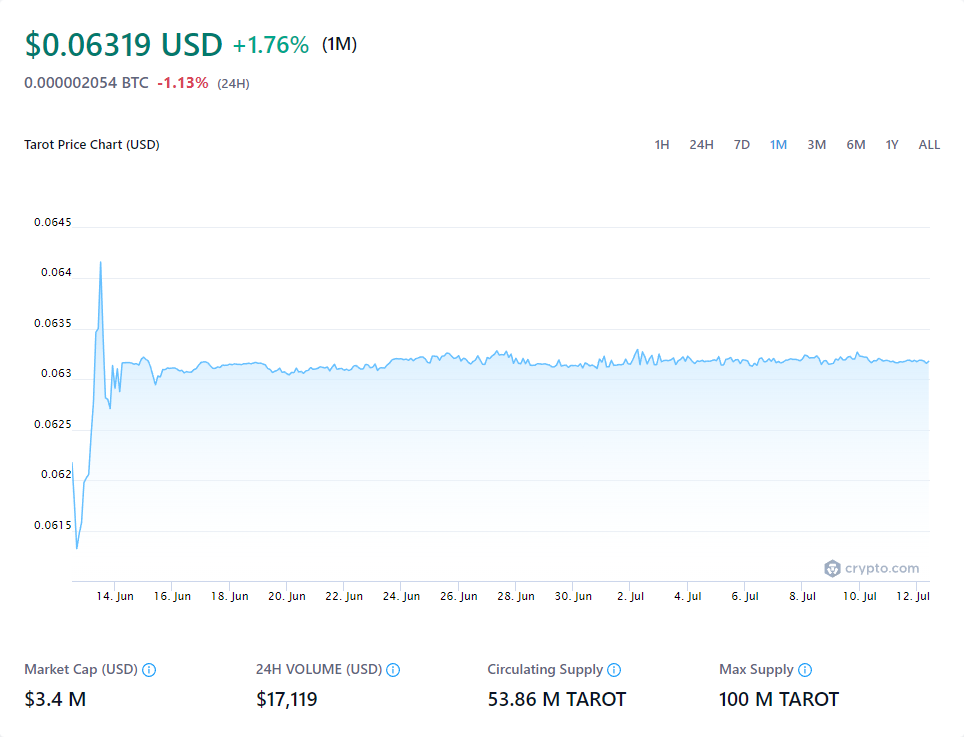 $0.06319 USD +1.76% (1M)
0.000002054 BTC -1.13% (24H)
Tarot Price Chart (USD) 1H 24H 7D 1M 3M 6M 1Y ALL
0.0645
0.064
0.0635
0.063
0.0625
0.062
0.0615
crypto.com
14. Jun 16. Jun 18. Jun 20. Jun 22. Jun 24. Jun 26. Jun 28. Jun 30. Jun 2. Jul 4. Jul 6. Jul 8. Jul 10. Jul 12. Jul
Market Cap (USD) 24H VOLUME (USD) Circulating Supply Max Supply
$3.4 M $17,119 53.86 M TAROT 100 M TAROT